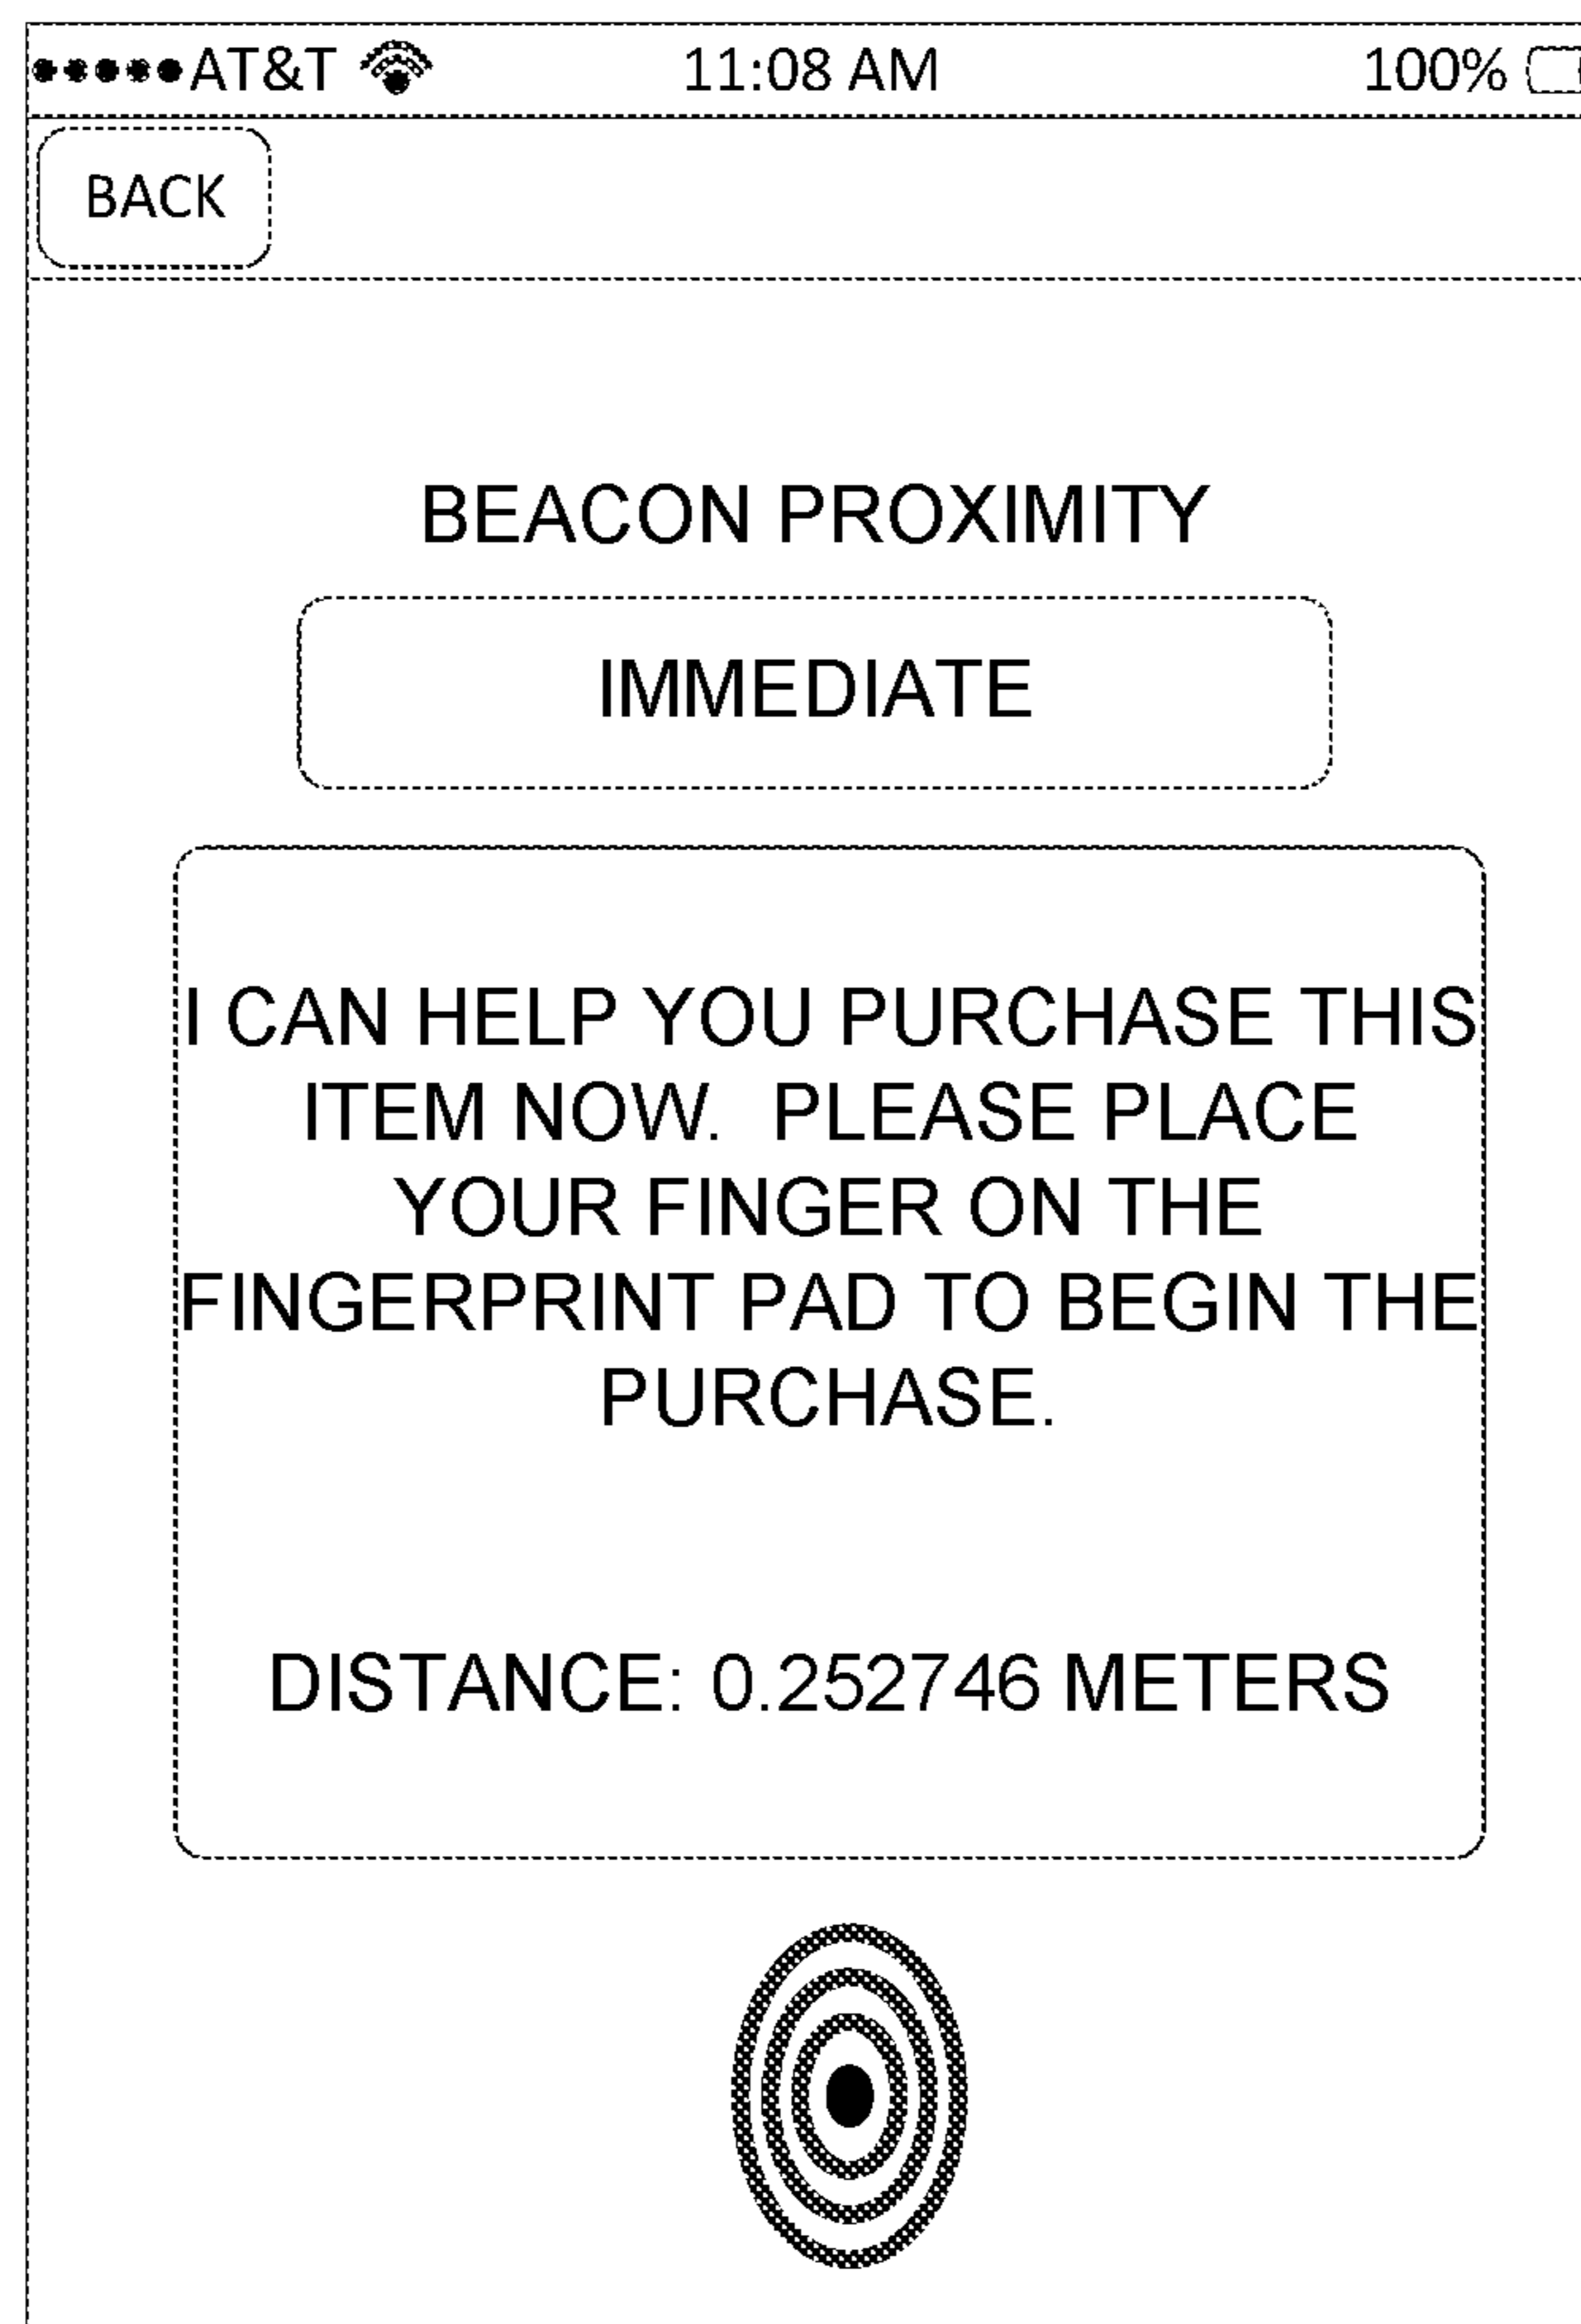 AT&T 11:08 AM 100%
BACK
BEACON PROXIMITY
IMMEDIATE
I CAN HELP YOU PURCHASE THIS
ITEM NOW. PLEASE PLACE
YOUR FINGER ON THE
FINGERPRINT PAD TO BEGIN THE
PURCHASE.
DISTANCE: 0.252746 METERS